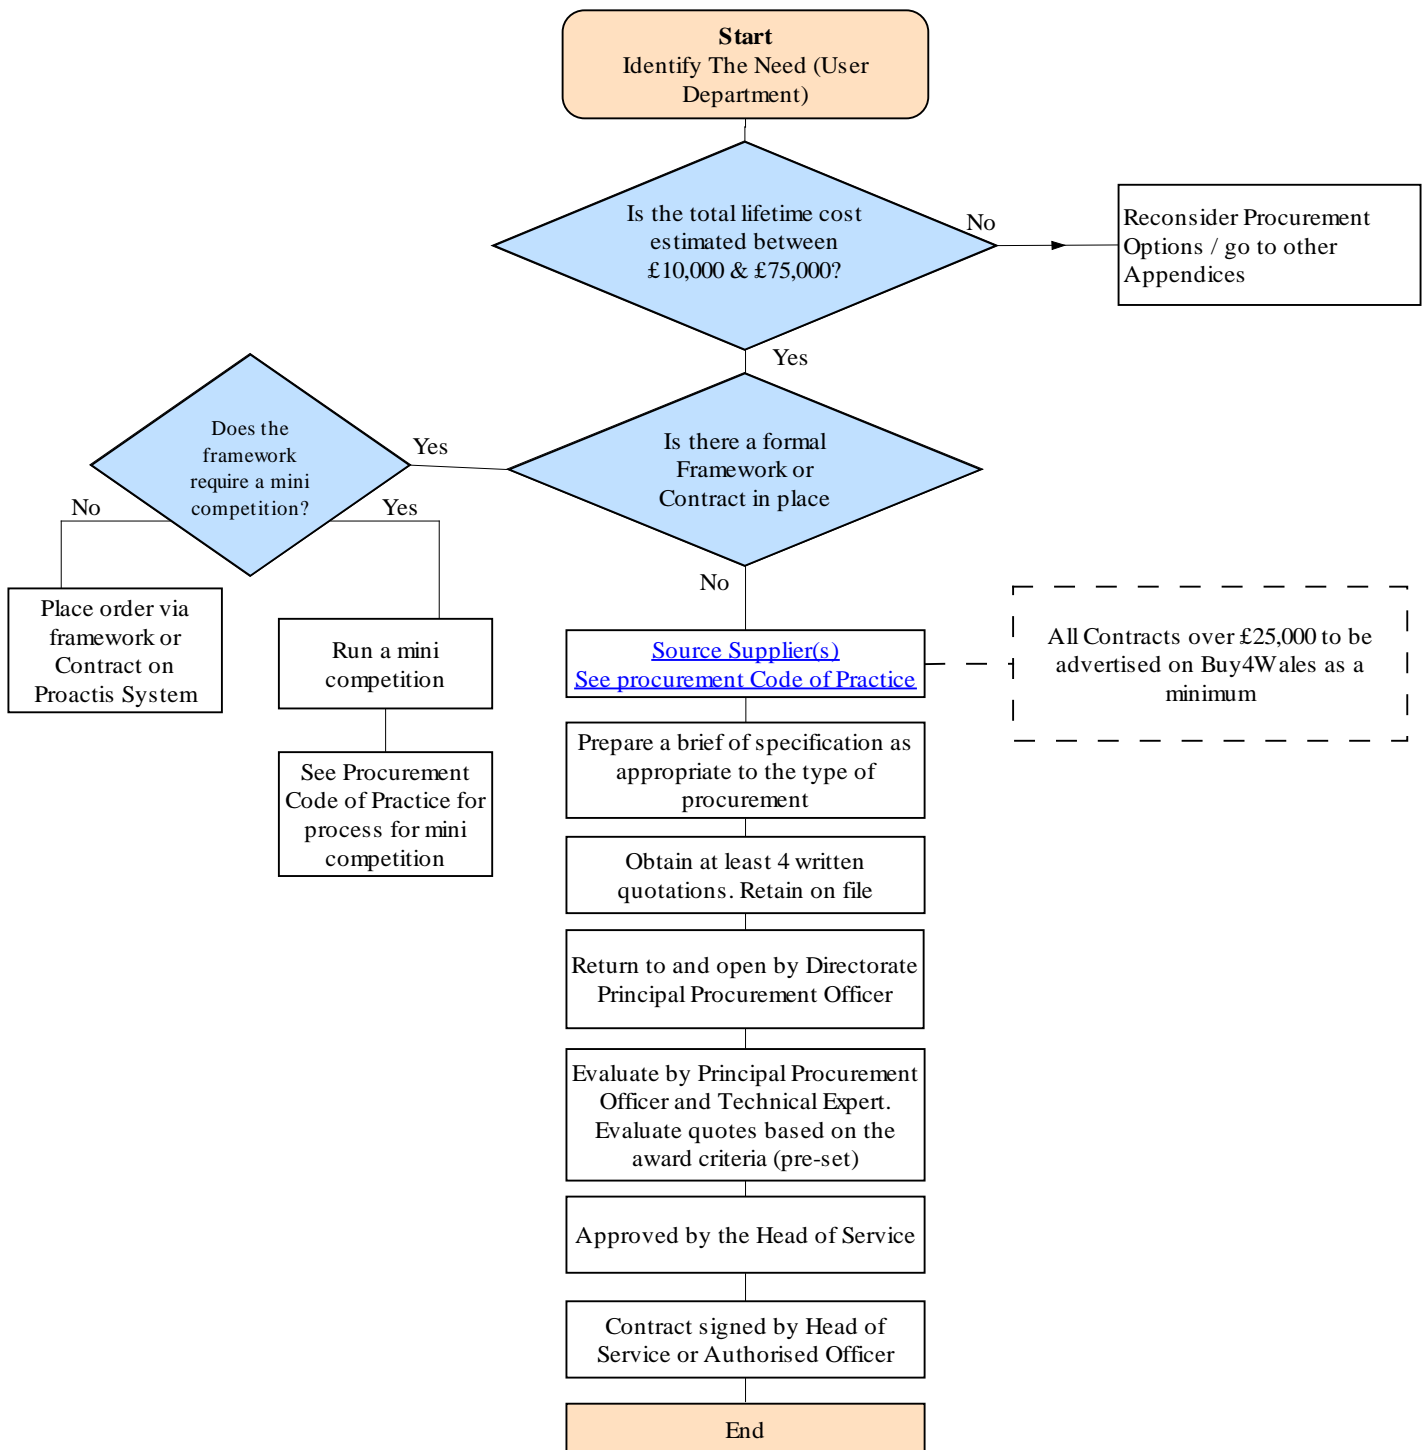 Start
Identify The Need (User
Department)
Is the total lifetime cost
estimated between
£10,000 & £75,000?
No
Reconsider Procurement
Options / go to other
Appendices
Yes
Is there a formal
Framework or
Contract in place
Yes
Does the
framework
require a mini
competition?
No
Yes
Place order via
framework or
Contract on
Proactis System
Run a mini
competition
See Procurement
Code of Practice for
process for mini
competition
No
Source Supplier(s)
See procurement Code of Practice
All Contracts over £25,000 to be
advertised on Buy4Wales as a
minimum
Prepare a brief of specification as
appropriate to the type of
procurement
Obtain at least 4 written
quotations. Retain on file
Return to and open by Directorate
Principal Procurement Officer
Evaluate by Principal Procurement
Officer and Technical Expert.
Evaluate quotes based on the
award criteria (pre-set)
Approved by the Head of Service
Contract signed by Head of
Service or Authorised Officer
End